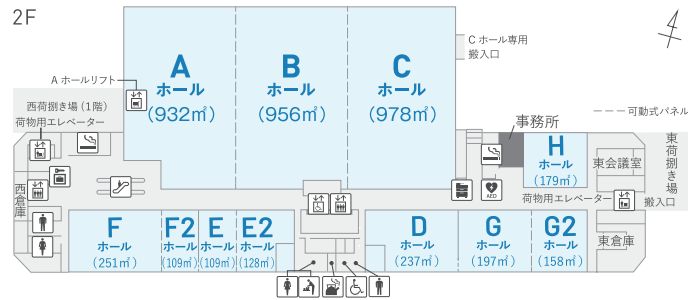 2F
A
ホール
(932㎡)
B
ホール
(956㎡)
C
ホール
(978㎡)
Cホール専用
搬入口
Aホールリフト
西荷捌き場(1階)
荷物用エレベーター
可動式パネル
事務所
H
ホール
(179㎡)
東会議室
東荷捌き場
搬入口
荷物用エレベーター
AED
西倉庫
東倉庫
F
ホール
(251㎡)
F2
ホール
(109㎡)
E
ホール
(109㎡)
E2
ホール
(128㎡)
D
ホール
(237㎡)
G
ホール
(197㎡)
G2
ホール
(158㎡)